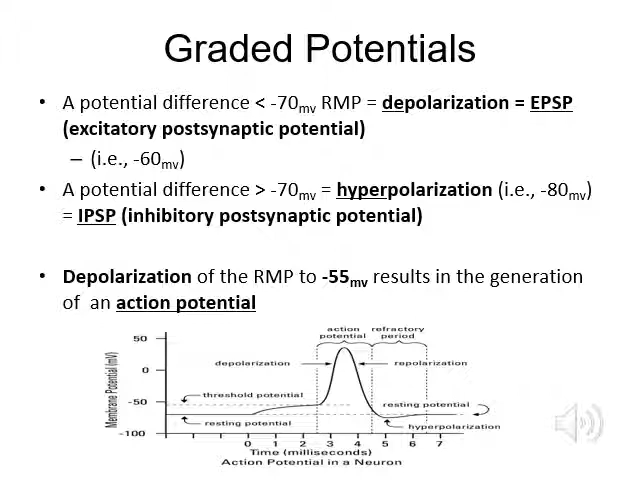 Graded Potentials
• A potential difference < -70mv RMP = depolarization = EPSP
(excitatory postsynaptic potential)
– (i.e., -60mv)
• A potential difference > -70mv = hyperpolarization (i.e., -80mv)
= IPSP (inhibitory postsynaptic potential)
• Depolarization of the RMP to -55mv results in the generation
of an action potential
action potential
refractory period
50
0
-50
-100
Membrane Potential (mV)
depolarization
repolarization
threshold potential
resting potential
resting potential
hyperpolarization
0 1 2 3 4 5 6 7
Time (milliseconds)
Action Potential in a Neuron